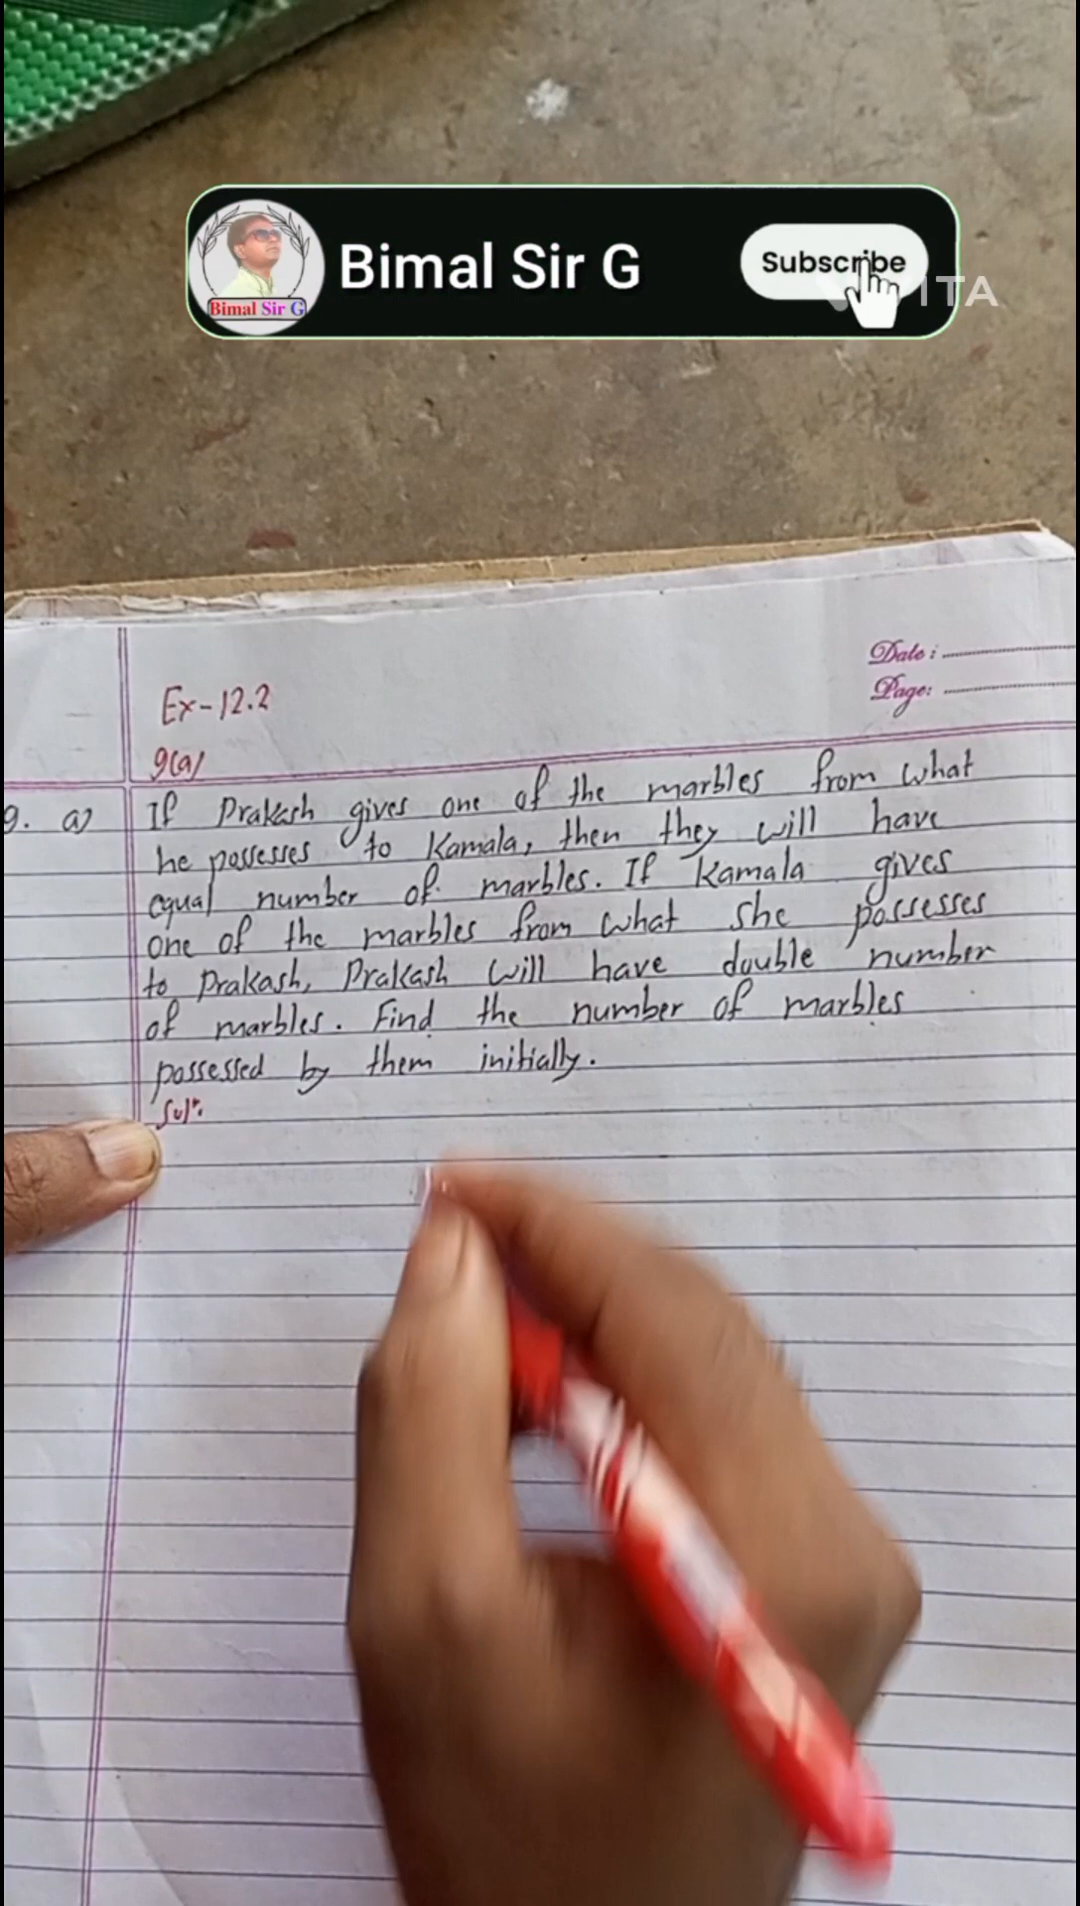 Bimal Sir G
Subscribe
Bimal Sir G
ITA
Date:
Page:
Ex-12.2
9(a)
9. a) If Prakash gives one of the marbles from what
he possesses to Kamala, then they will have
equal number of marbles. If Kamala gives
one of the marbles from what she possesses
to Prakash, Prakash will have double number
of marbles. Find the number of marbles
possessed by them initially.
Solⁿ.